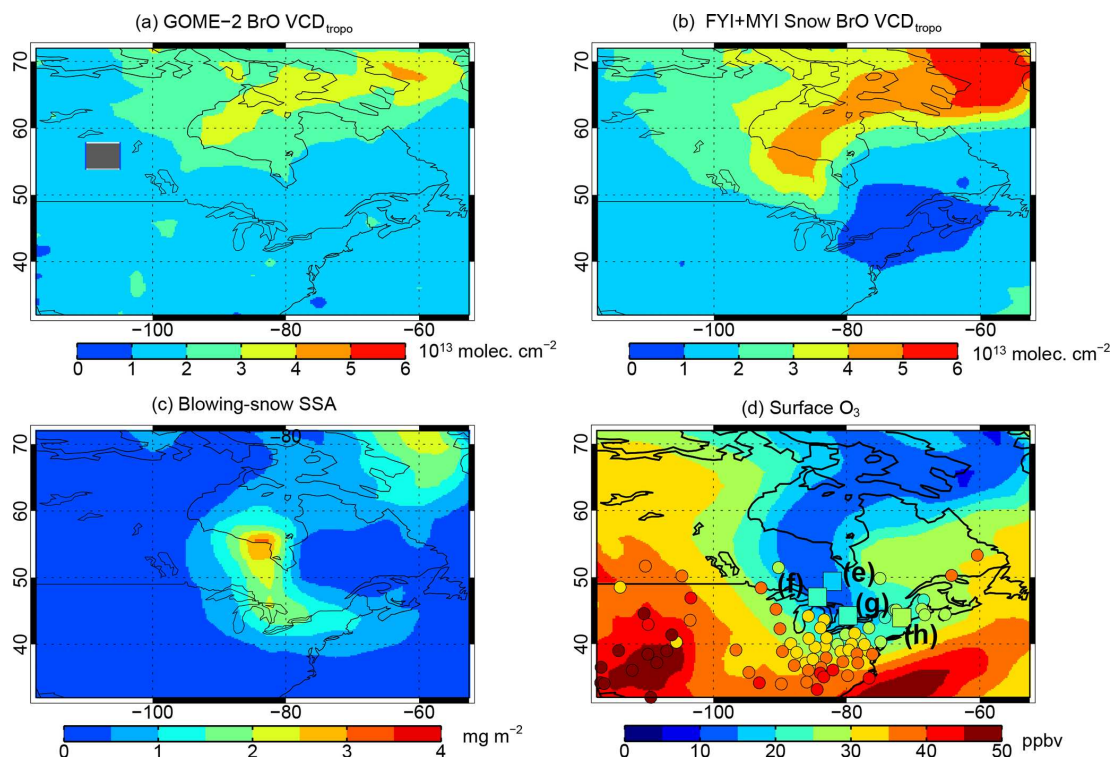 (a) GOME−2 BrO VCD_tropo
(b) FYI+MYI Snow BrO VCD_tropo
70
60
50
40
−100
−80
−60
0 1 2 3 4 5 6 10¹³ molec. cm⁻²
70
60
50
40
−100
−80
−60
0 1 2 3 4 5 6 10¹³ molec. cm⁻²
(c) Blowing-snow SSA
(d) Surface O₃
−80
70
60
50
40
−100
−80
−60
0 1 2 3 4 mg m⁻²
70
60
50
40
(e)
(f)
(g)
(h)
−100
−80
−60
0 10 20 30 40 50 ppbv